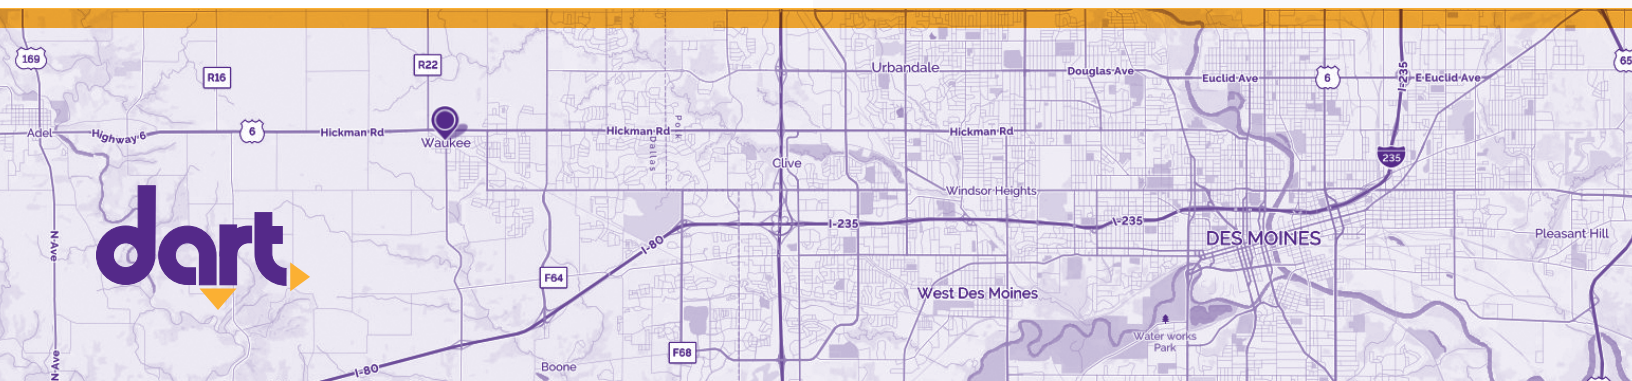 169
R16
R22
Urbandale
Douglas Ave
Euclid Ave
6
I-235
E Euclid Ave
65
Adel
Highway 6
6
Hickman Rd
Waukee
Hickman Rd
Polk
Dallas
Hickman Rd
Clive
235
Windsor Heights
dart
N Ave
I-80
I-235
I-235
DES MOINES
Pleasant Hill
F64
West Des Moines
Water works
Park
F68
N Ave
I-80
Boone